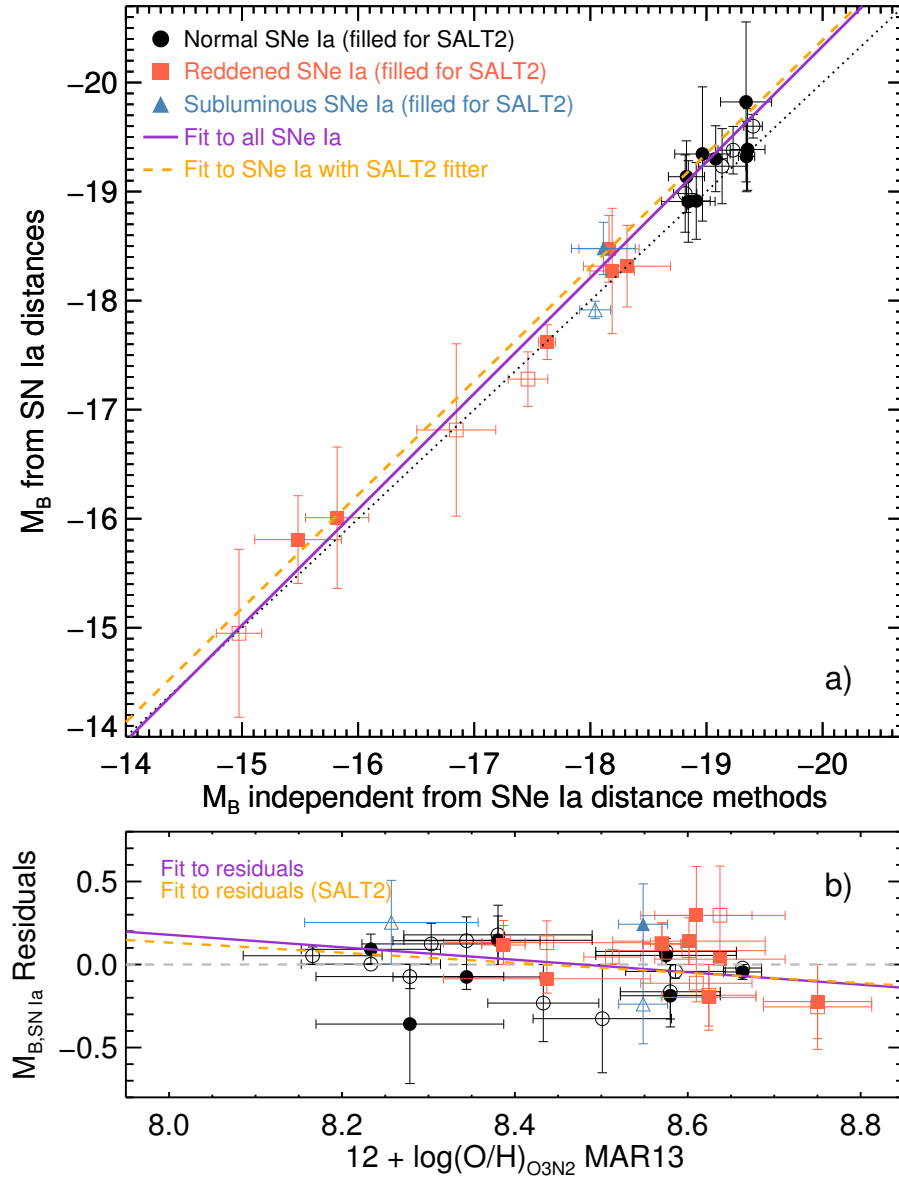 Normal SNe Ia (filled for SALT2)
Reddened SNe Ia (filled for SALT2)
Subluminous SNe Ia (filled for SALT2)
Fit to all SNe Ia
Fit to SNe Ia with SALT2 fitter
−20
−19
−18
−17
−16
−15
−14
M_B from SN Ia distances
a)
−14 −15 −16 −17 −18 −19 −20
M_B independent from SNe Ia distance methods
Fit to residuals
Fit to residuals (SALT2)
b)
0.5
0.0
−0.5
M_B,SN Ia Residuals
8.0 8.2 8.4 8.6 8.8
12 + log(O/H)_O3N2 MAR13